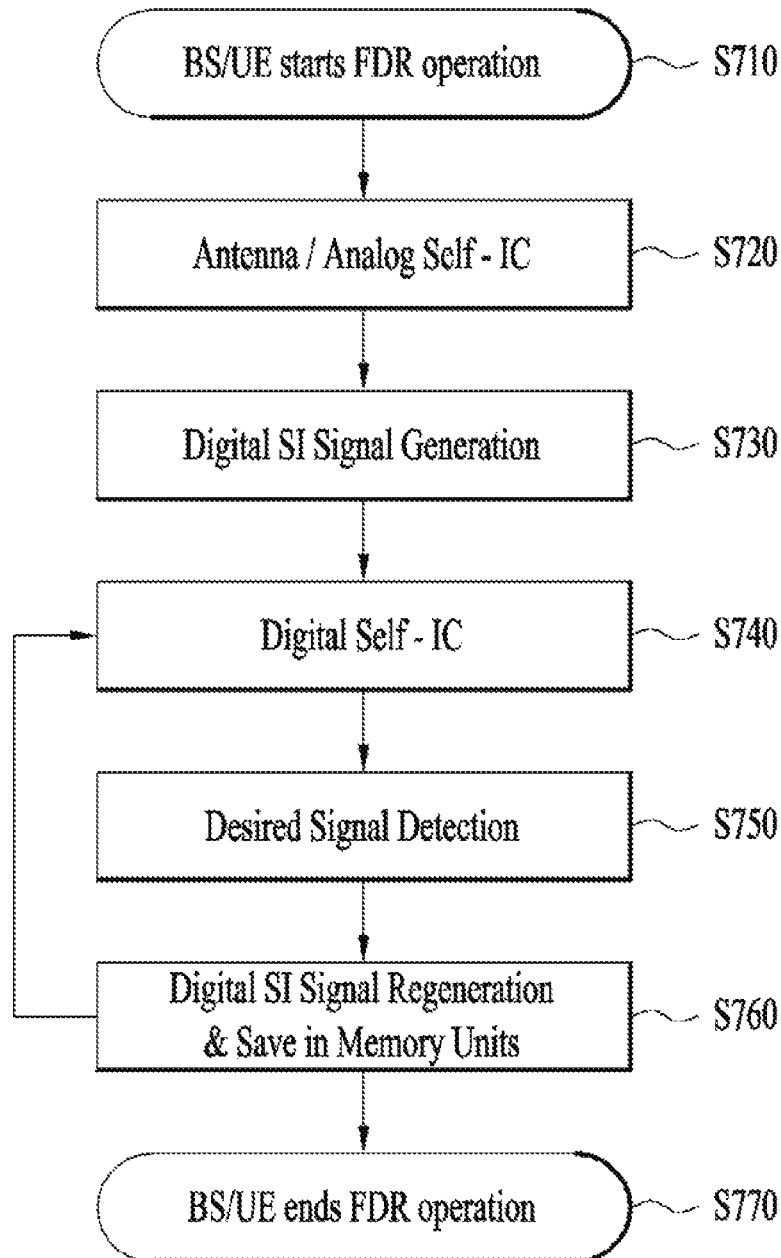 BS/UE starts FDR operation
S710
Antenna / Analog Self - IC
S720
Digital SI Signal Generation
S730
Digital Self - IC
S740
Desired Signal Detection
S750
Digital SI Signal Regeneration
& Save in Memory Units
S760
BS/UE ends FDR operation
S770